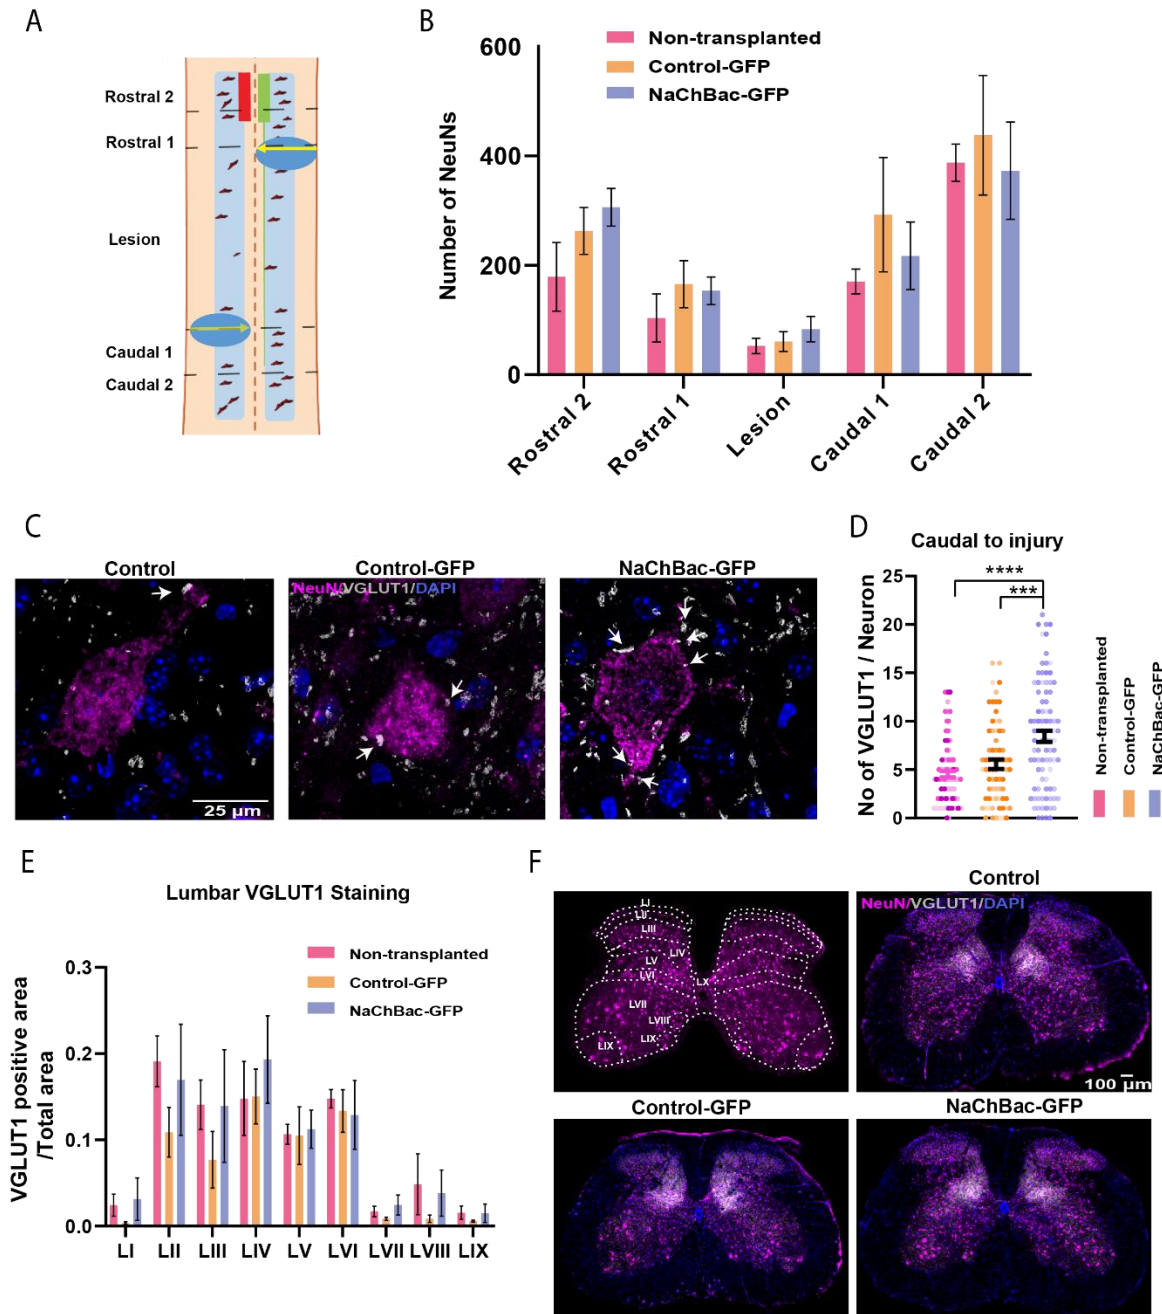 A
Rostral 2
Rostral 1
Lesion
Caudal 1
Caudal 2
B
Non-transplanted
Control-GFP
NaChBac-GFP
Number of NeuNs
600
400
200
0
Rostral 2
Rostral 1
Lesion
Caudal 1
Caudal 2
C
Control
Control-GFP
NaChBac-GFP
NeuN/VGLUT1/DAPI
25 µm
D
Caudal to injury
****
***
No of VGLUT1 / Neuron
25
20
15
10
5
0
Non-transplanted
Control-GFP
NaChBac-GFP
E
Lumbar VGLUT1 Staining
Non-transplanted
Control-GFP
NaChBac-GFP
VGLUT1 positive area
/Total area
0.3
0.2
0.1
0.0
LI
LII
LIII
LIV
LV
LVI
LVII
LVIII
LIX
F
LI
LII
LIII
LIV
LV
LVI
LX
LVII
LVIII
LIX
LIX
Control
NeuN/VGLUT1/DAPI
100 µm
Control-GFP
NaChBac-GFP